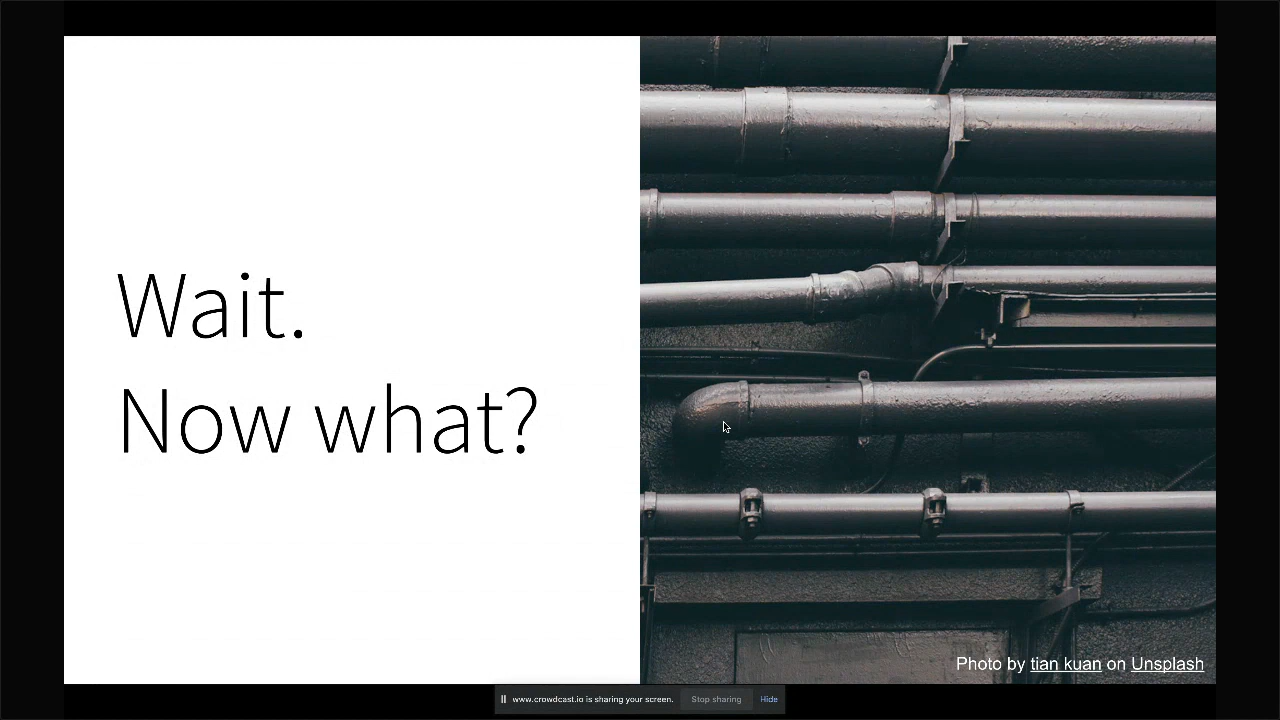 Wait.
Now what?
Photo by tian kuan on Unsplash
www.crowdcast.io is sharing your screen. Stop sharing Hide